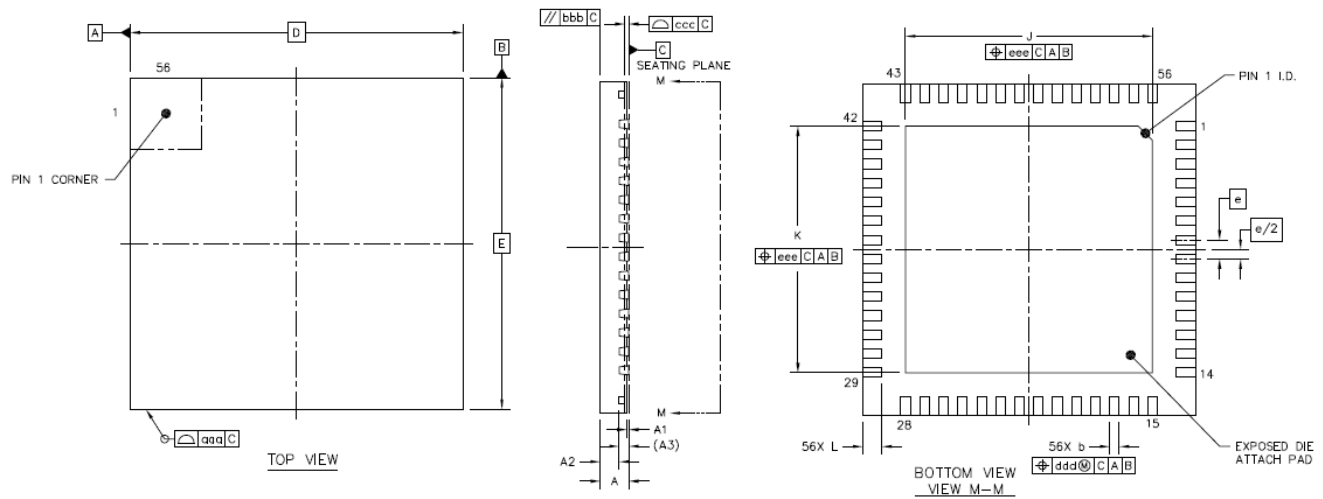 A
D
B
56
1
PIN 1 CORNER
E
⌓ aaa C
TOP VIEW
// bbb C
⌓ ccc C
C
SEATING PLANE
M
M
A1
(A3)
A2
A
J
⌖ eee C A B
43
56
PIN 1 I.D.
42
1
e
e/2
K
⌖ eee C A B
29
14
28
15
56X L
56X b
⌖ ddd Ⓜ C A B
EXPOSED DIE
ATTACH PAD
BOTTOM VIEW
VIEW M-M